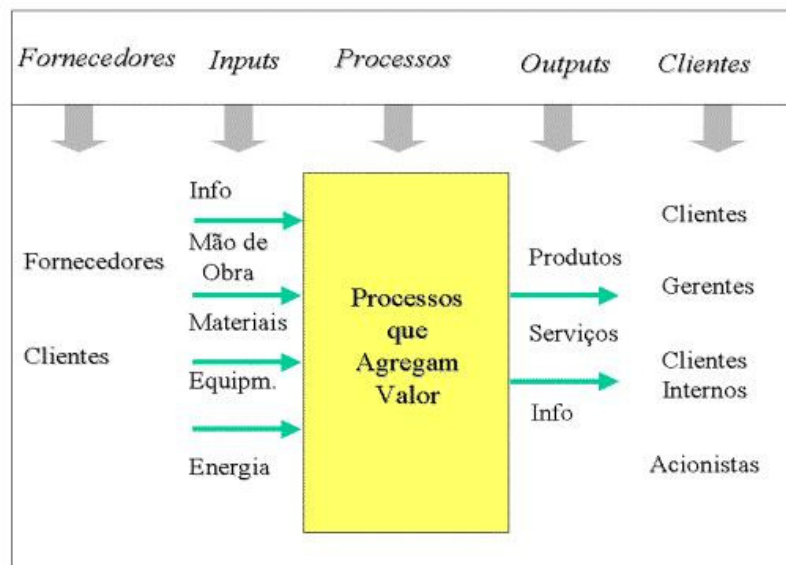 Fornecedores Inputs Processos Outputs Clientes
Info
Mão de
Obra
Fornecedores
Clientes
Materiais
Equipm.
Energia
Processos
que
Agregam
Valor
Produtos
Serviços
Info
Clientes
Gerentes
Clientes
Internos
Acionistas